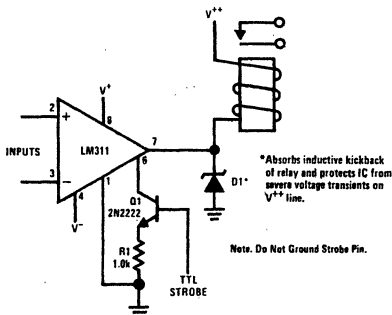 V++
V+
2
+
8
INPUTS
LM311
7
6
3
−
4
1
V−
Q1
2N2222
R1
1.0k
TTL
STROBE
D1*
*Absorbs inductive kickback
of relay and protects IC from
severe voltage transients on
V++ line.
Note. Do Not Ground Strobe Pin.